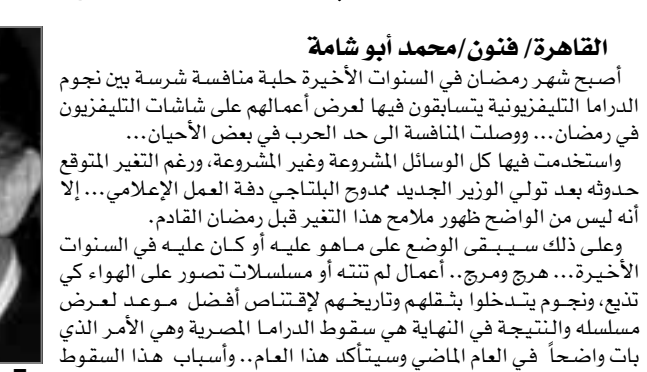 القاهرة/ فنون/محمد أبو شامة
أصبح شهر رمضان في السنوات الأخيرة حلبة منافسة شرسة بين نجوم
الدراما التليفزيونية يتسابقون فيها لعرض أعمالهم على شاشات التليفزيون
في رمضان... ووصلت المنافسة الى حد الحرب في بعض الأحيان...
واستخدمت فيها كل الوسائل المشروعة وغير المشروعة، ورغم التغير المتوقع
حدوثه بعد تولي الوزير الجديد ممدوح البلتاجي دفة العمل الإعلامي... إلا
أنه ليس من الواضح ظهور ملامح هذا التغير قبل رمضان القادم.
وعلى ذلك سيبقى الوضع على ماهو عليه أو كان عليه في السنوات
الأخيرة... هرج ومرج.. أعمال لم تنته أو مسلسلات تصور على الهواء كي
تذيع، ونجوم يتدخلوا بثقلهم وتاريخهم لإقتناص أفضل موعد لعرض
مسلسله والنتيجة في النهاية هي سقوط الدراما المصرية وهي الأمر الذي
بات واضحاً في العام الماضي وسيتأكد هذا العام.. وأسباب هذا السقوط